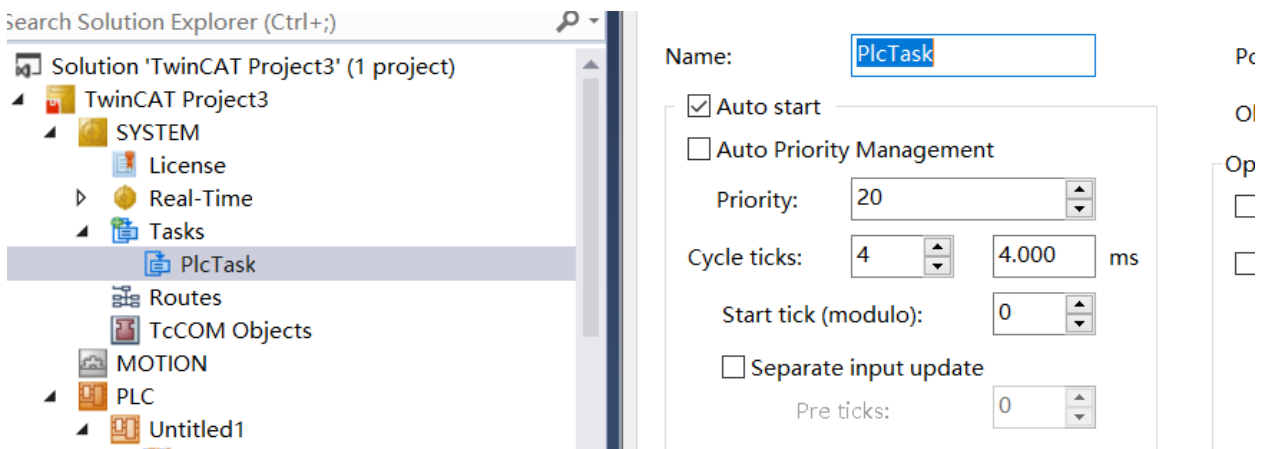 Search Solution Explorer (Ctrl+;)
Solution 'TwinCAT Project3' (1 project)
TwinCAT Project3
SYSTEM
License
Real-Time
Tasks
PlcTask
Routes
TcCOM Objects
MOTION
PLC
Untitled1
Name: PlcTask
Auto start
Auto Priority Management
Priority: 20
Cycle ticks: 4 4.000 ms
Start tick (modulo): 0
Separate input update
Pre ticks: 0